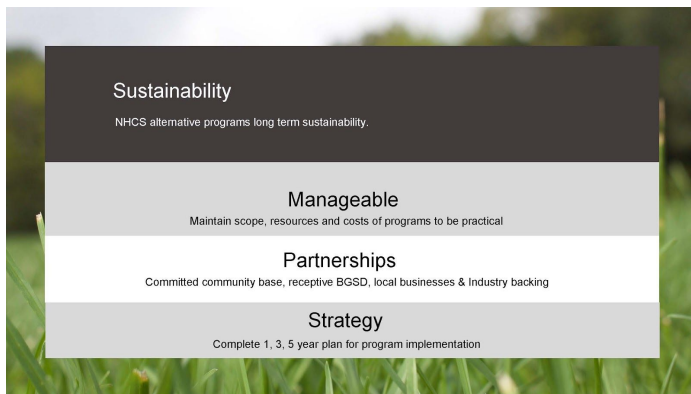 Sustainability
NHCS alternative programs long term sustainability.
Manageable
Maintain scope, resources and costs of programs to be practical
Partnerships
Committed community base, receptive BGSD, local businesses & Industry backing
Strategy
Complete 1, 3, 5 year plan for program implementation